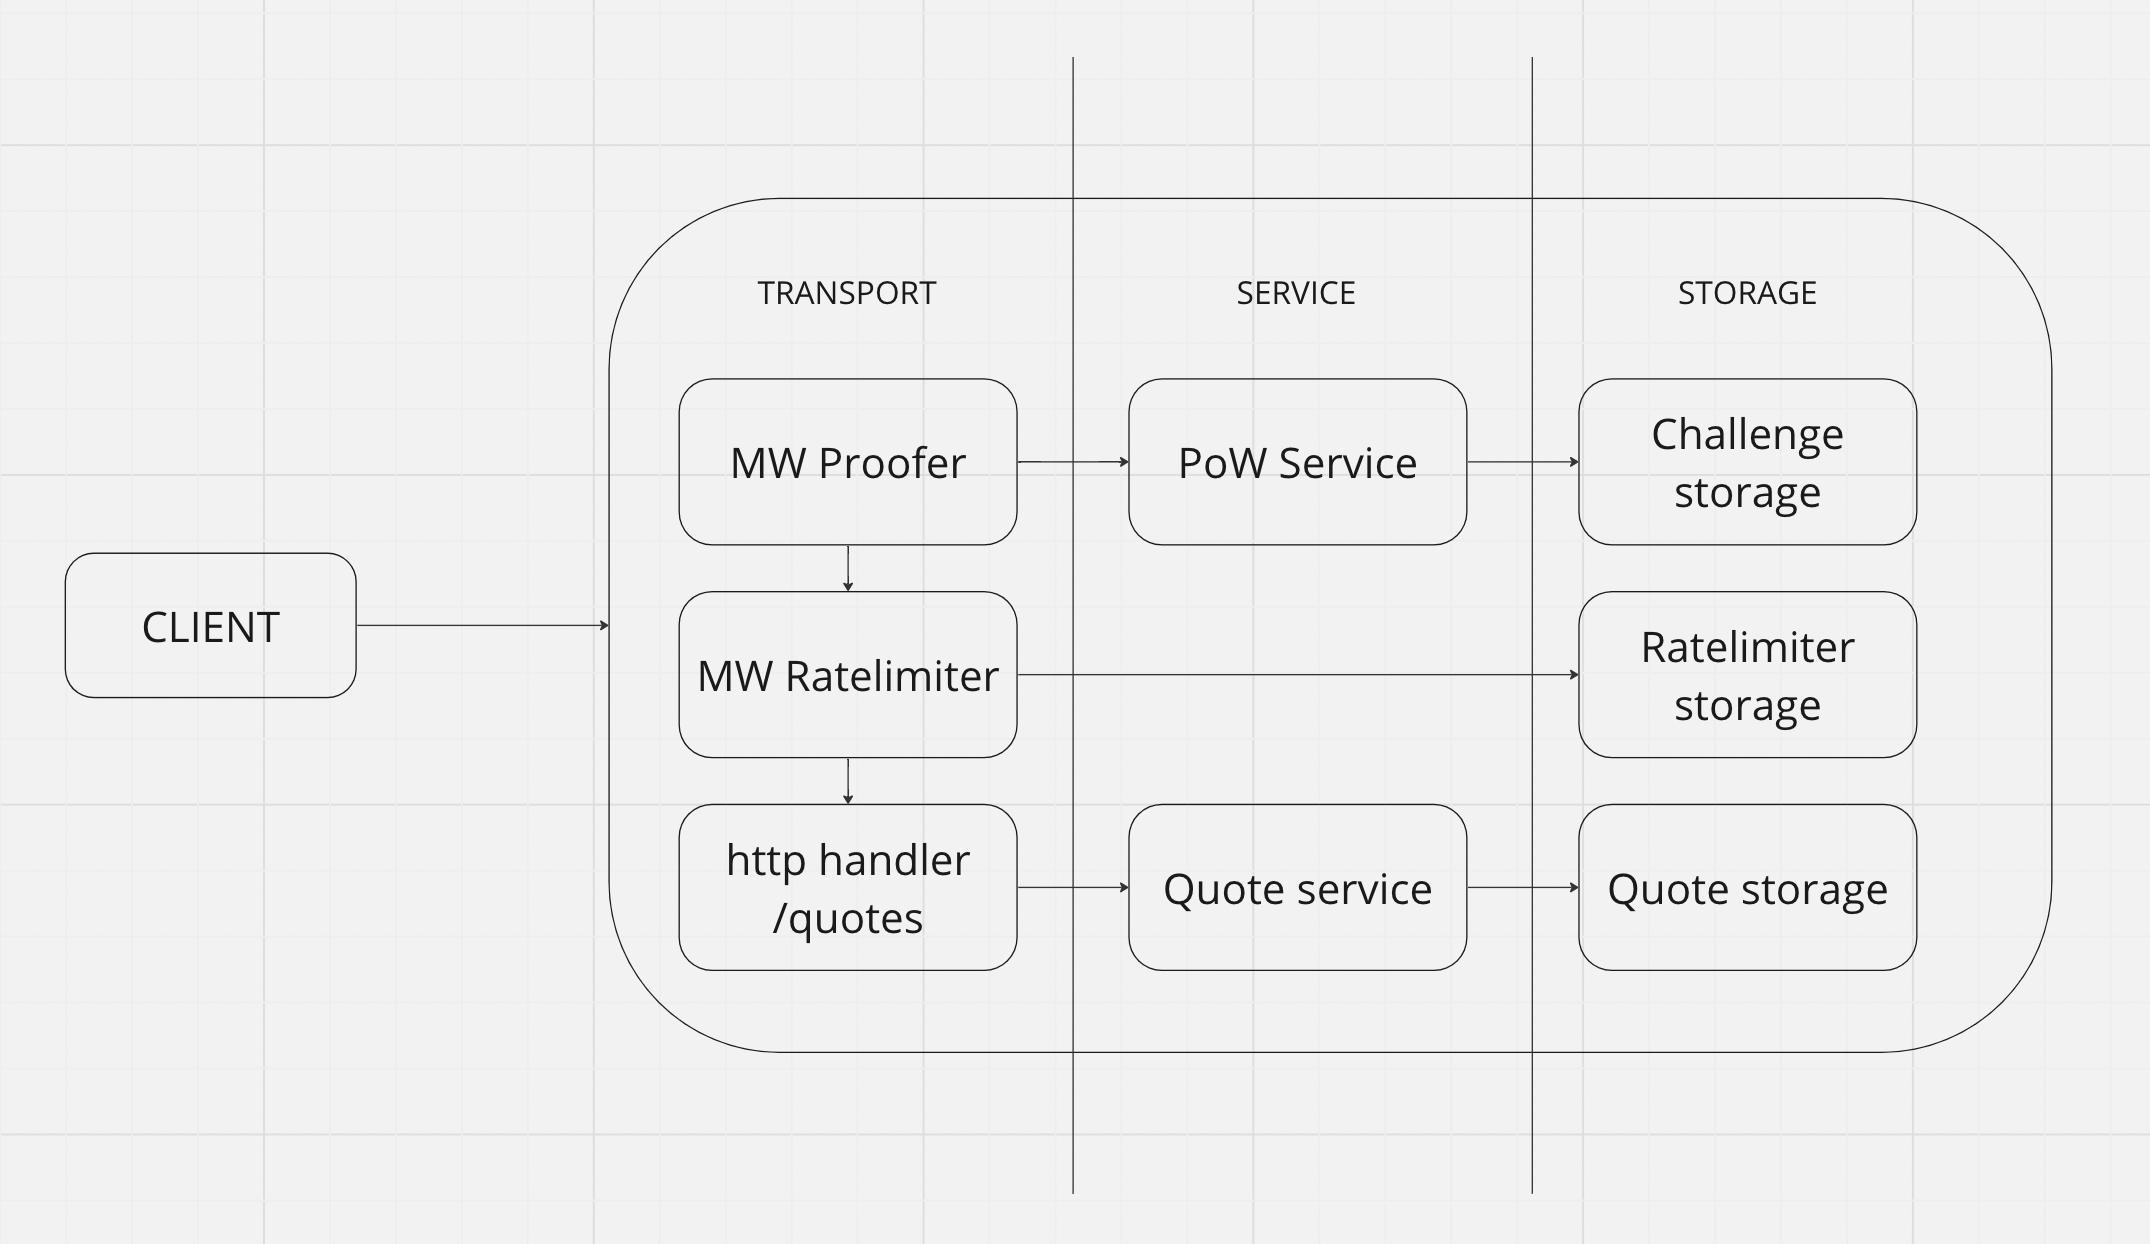 TRANSPORT
SERVICE
STORAGE
MW Proofer
PoW Service
Challenge
storage
CLIENT
MW Ratelimiter
Ratelimiter
storage
http handler
/quotes
Quote service
Quote storage